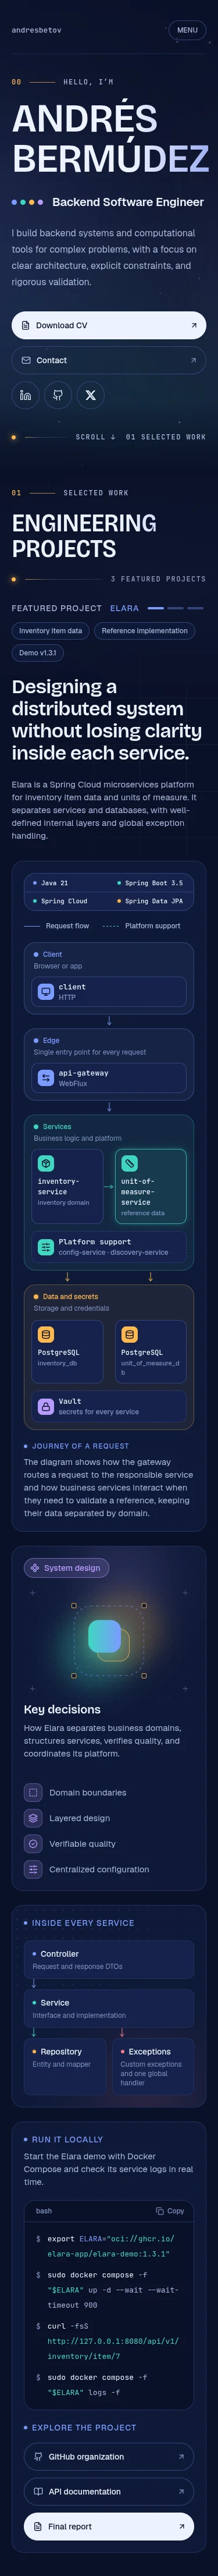 andresbetov
MENU
00 HELLO, I'M
ANDRÉS
BERMÚDEZ
Backend Software Engineer
I build backend systems and computational
tools for complex problems, with a focus on
clear architecture, explicit constraints, and
rigorous validation.
Download CV
Contact
SCROLL ↓ 01 SELECTED WORK
01 SELECTED WORK
ENGINEERING
PROJECTS
3 FEATURED PROJECTS
FEATURED PROJECT ELARA
Inventory item data
Reference implementation
Demo v1.3.1
Designing a
distributed system
without losing clarity
inside each service.
Elara is a Spring Cloud microservices platform
for inventory item data and units of measure. It
separates services and databases, with well-
defined internal layers and global exception
handling.
Java 21
Spring Boot 3.5
Spring Cloud
Spring Data JPA
Request flow
Platform support
Client
Browser or app
client
HTTP
Edge
Single entry point for every request
api-gateway
WebFlux
Services
Business logic and platform
inventory-
service
inventory domain
unit-of-
measure-
service
reference data
Platform support
config-service · discovery-service
Data and secrets
Storage and credentials
PostgreSQL
inventory_db
PostgreSQL
unit_of_measure_d
b
Vault
secrets for every service
JOURNEY OF A REQUEST
The diagram shows how the gateway
routes a request to the responsible service
and how business services interact when
they need to validate a reference, keeping
their data separated by domain.
System design
Key decisions
How Elara separates business domains,
structures services, verifies quality, and
coordinates its platform.
Domain boundaries
Layered design
Verifiable quality
Centralized configuration
INSIDE EVERY SERVICE
Controller
Request and response DTOs
Service
Interface and implementation
Repository
Entity and mapper
Exceptions
Custom exceptions
and one global
handler
RUN IT LOCALLY
Start the Elara demo with Docker
Compose and check its service logs in real
time.
bash
Copy
$ export ELARA="oci://ghcr.io/
elara-app/elara-demo:1.3.1"
$ sudo docker compose -f
"$ELARA" up -d --wait --wait-
timeout 900
$ curl -fsS
http://127.0.0.1:8080/api/v1/
inventory/item/7
$ sudo docker compose -f
"$ELARA" logs -f
EXPLORE THE PROJECT
GitHub organization
API documentation
Final report